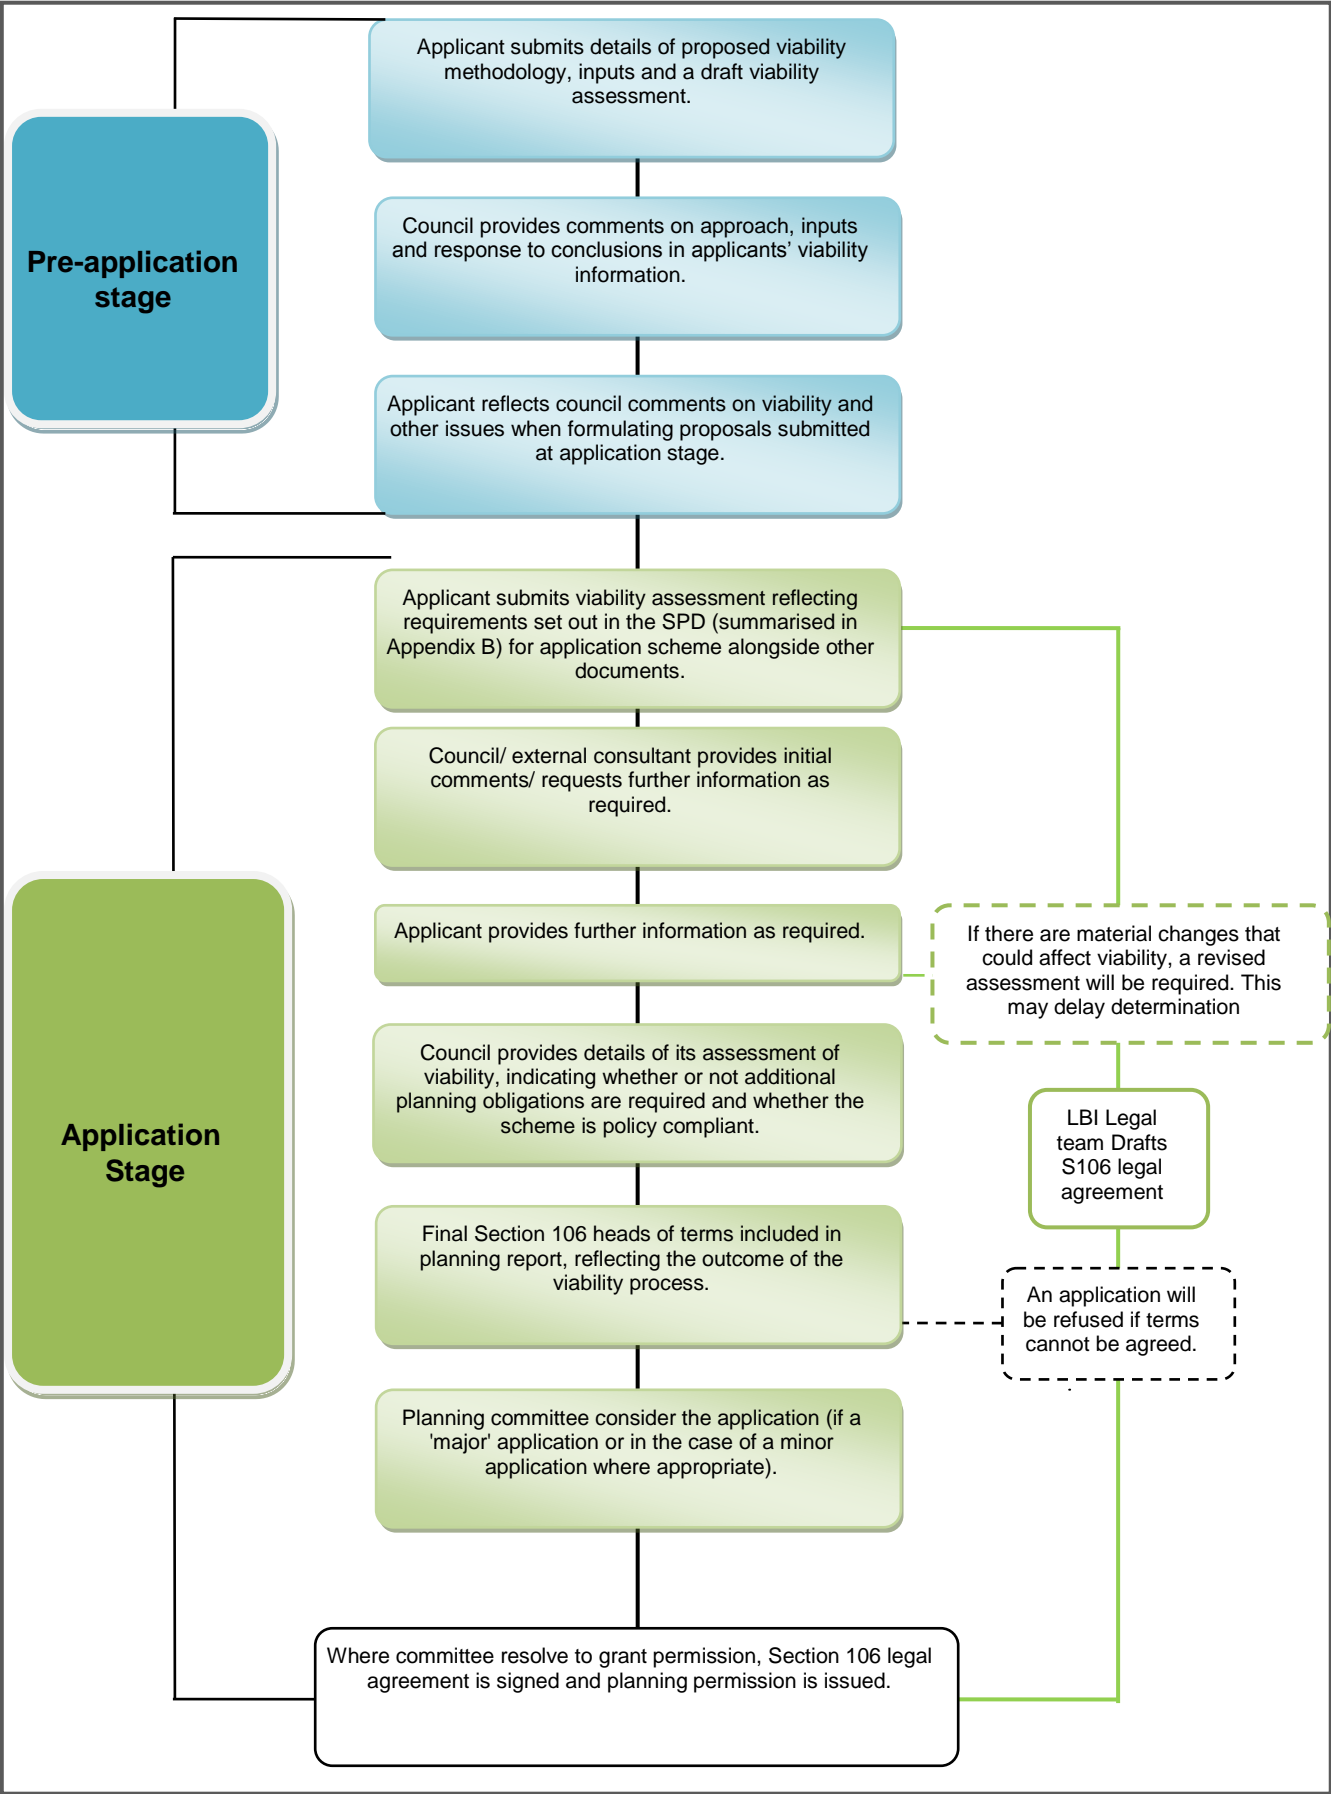 Applicant submits details of proposed viability
methodology, inputs and a draft viability
assessment.
Pre-application
stage
Council provides comments on approach, inputs
and response to conclusions in applicants’ viability
information.
Applicant reflects council comments on viability and
other issues when formulating proposals submitted
at application stage.
Applicant submits viability assessment reflecting
requirements set out in the SPD (summarised in
Appendix B) for application scheme alongside other
documents.
Council/ external consultant provides initial
comments/ requests further information as
required.
Applicant provides further information as required.
If there are material changes that
could affect viability, a revised
assessment will be required. This
may delay determination
Council provides details of its assessment of
viability, indicating whether or not additional
planning obligations are required and whether the
scheme is policy compliant.
Application
Stage
LBI Legal
team Drafts
S106 legal
agreement
Final Section 106 heads of terms included in
planning report, reflecting the outcome of the
viability process.
An application will
be refused if terms
cannot be agreed.
.
Planning committee consider the application (if a
'major' application or in the case of a minor
application where appropriate).
Where committee resolve to grant permission, Section 106 legal
agreement is signed and planning permission is issued.